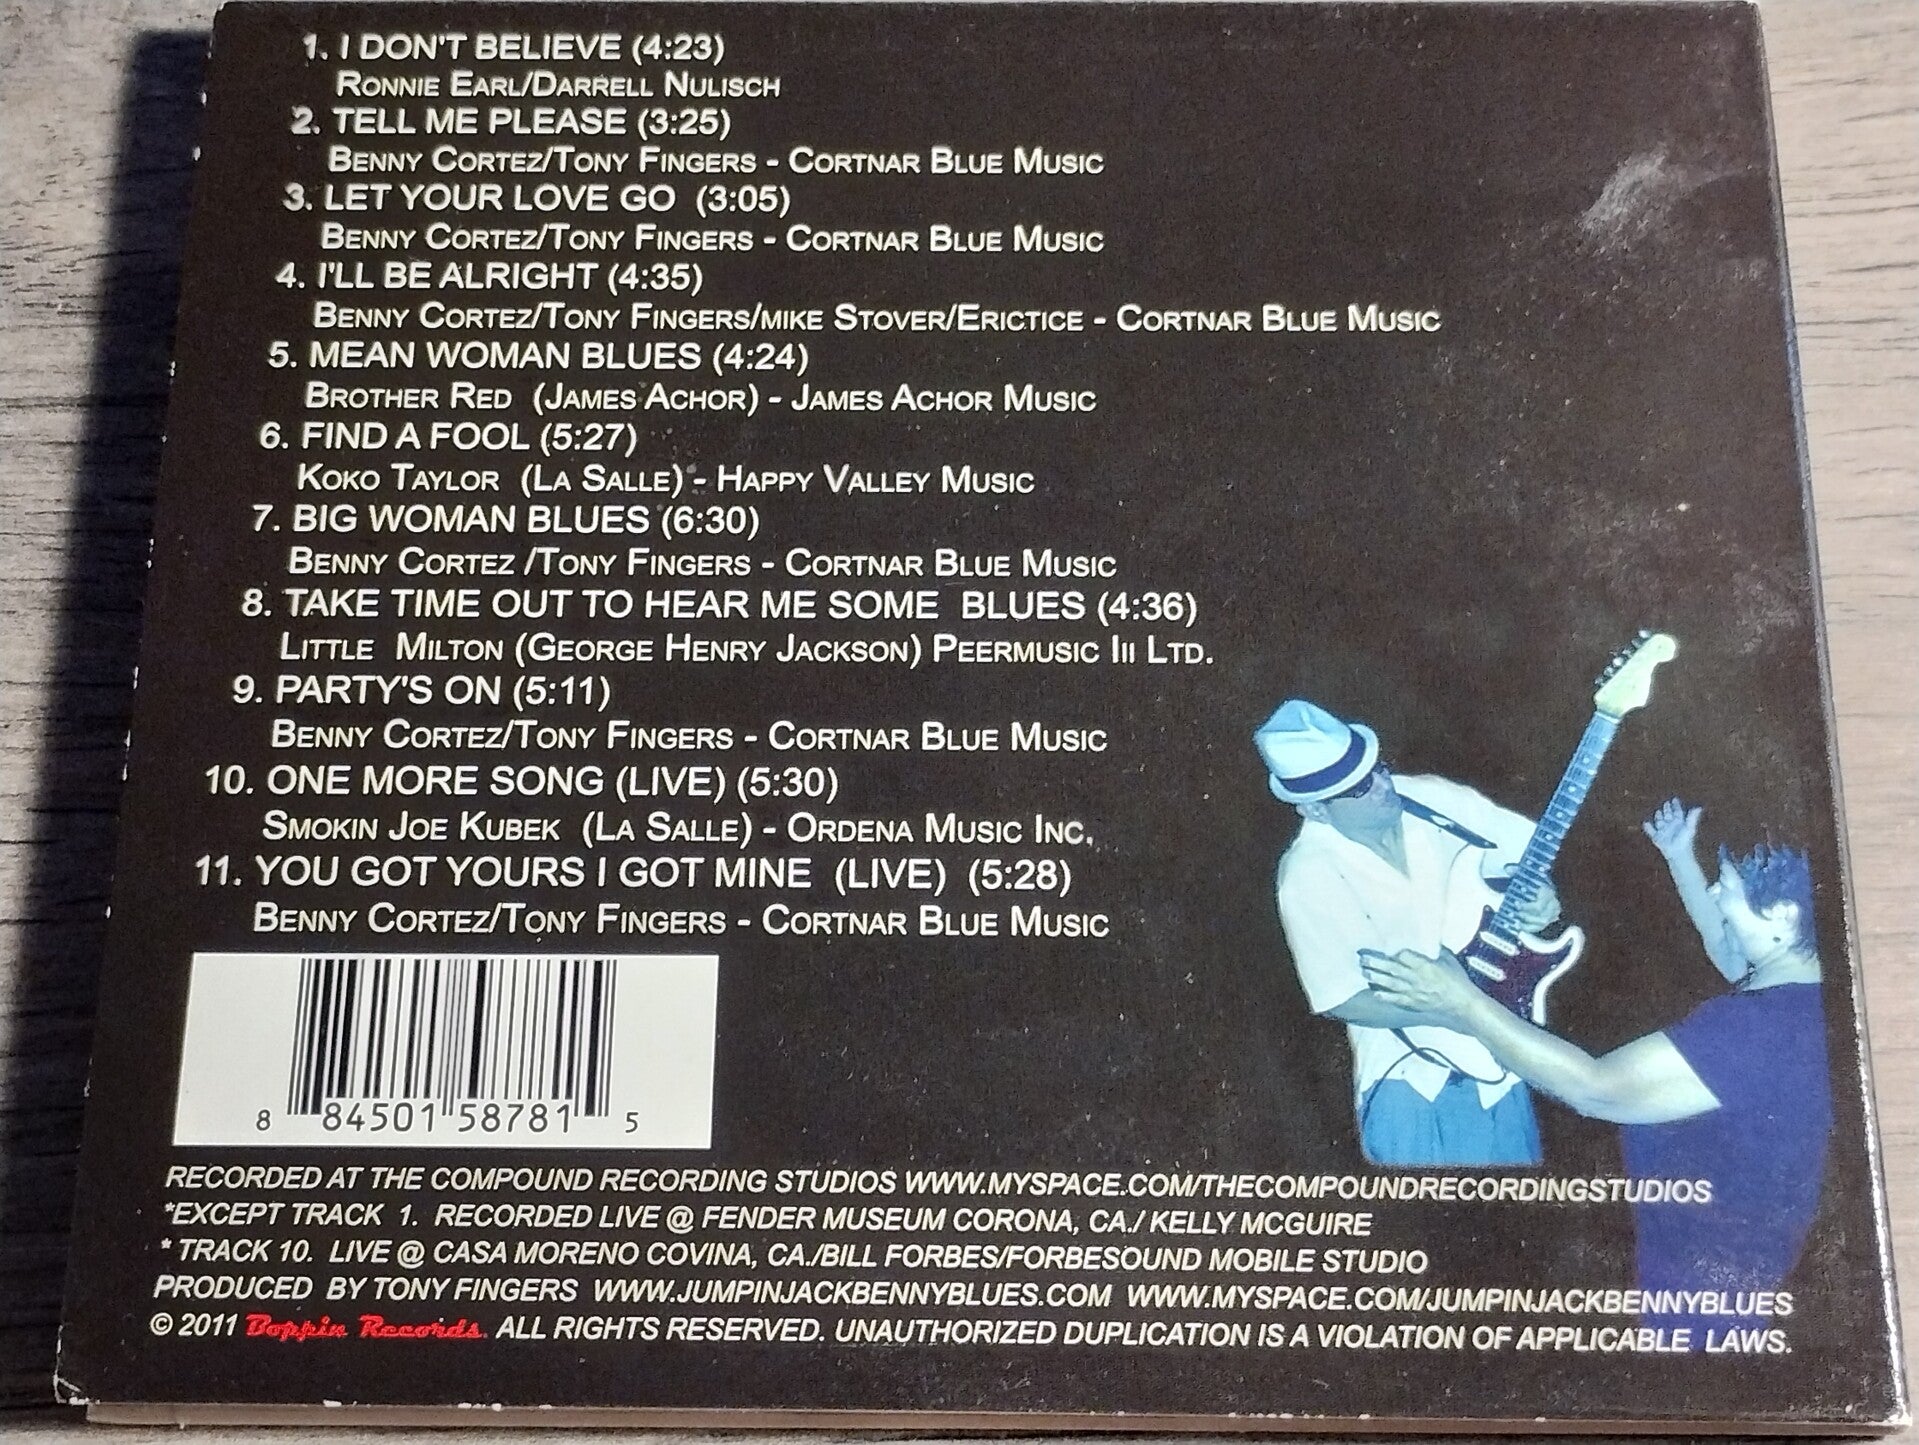 1. I DON'T BELIEVE (4:23)
RONNIE EARL/DARRELL NULISCH
2. TELL ME PLEASE (3:25)
BENNY CORTEZ/TONY FINGERS - CORTNAR BLUE MUSIC
3. LET YOUR LOVE GO (3:05)
BENNY CORTEZ/TONY FINGERS - CORTNAR BLUE MUSIC
4. I'LL BE ALRIGHT (4:35)
BENNY CORTEZ/TONY FINGERS/MIKE STOVER/ERICTICE - CORTNAR BLUE MUSIC
5. MEAN WOMAN BLUES (4:24)
BROTHER RED (JAMES ACHOR) - JAMES ACHOR MUSIC
6. FIND A FOOL (5:27)
KOKO TAYLOR (LA SALLE) - HAPPY VALLEY MUSIC
7. BIG WOMAN BLUES (6:30)
BENNY CORTEZ /TONY FINGERS - CORTNAR BLUE MUSIC
8. TAKE TIME OUT TO HEAR ME SOME BLUES (4:36)
LITTLE MILTON (GEORGE HENRY JACKSON) PEERMUSIC III LTD.
9. PARTY'S ON (5:11)
BENNY CORTEZ/TONY FINGERS - CORTNAR BLUE MUSIC
10. ONE MORE SONG (LIVE) (5:30)
SMOKIN JOE KUBEK (LA SALLE) - ORDENA MUSIC INC.
11. YOU GOT YOURS I GOT MINE (LIVE) (5:28)
BENNY CORTEZ/TONY FINGERS - CORTNAR BLUE MUSIC
8 84501 58781 5
RECORDED AT THE COMPOUND RECORDING STUDIOS WWW.MYSPACE.COM/THECOMPOUNDRECORDINGSTUDIOS
*EXCEPT TRACK 1. RECORDED LIVE @ FENDER MUSEUM CORONA, CA./ KELLY MCGUIRE
* TRACK 10. LIVE @ CASA MORENO COVINA, CA./BILL FORBES/FORBESOUND MOBILE STUDIO
PRODUCED BY TONY FINGERS WWW.JUMPINJACKBENNYBLUES.COM WWW.MYSPACE.COM/JUMPINJACKBENNYBLUES
© 2011 Boppin Records. ALL RIGHTS RESERVED. UNAUTHORIZED DUPLICATION IS A VIOLATION OF APPLICABLE LAWS.